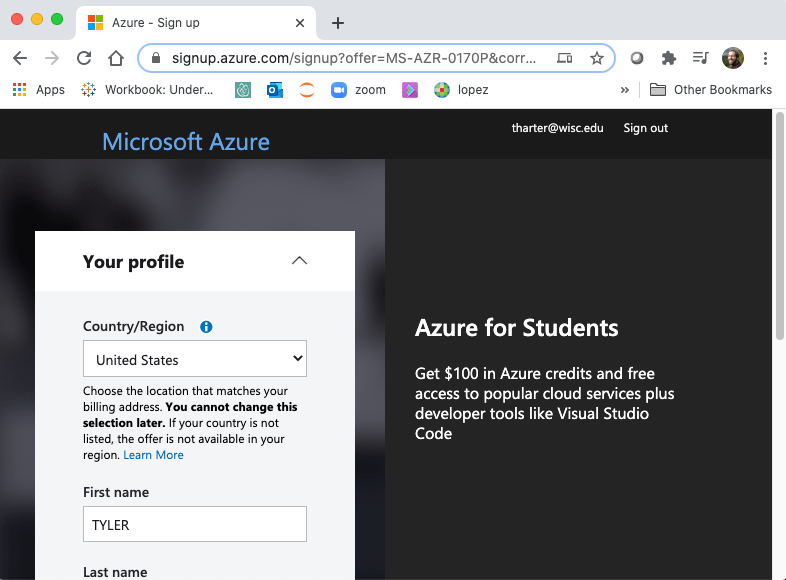 Azure - Sign up
signup.azure.com/signup?offer=MS-AZR-0170P&corr...
Apps
Workbook: Under...
zoom
lopez
»
Other Bookmarks
Microsoft Azure
tharter@wisc.edu
Sign out
Your profile
Country/Region
United States
Choose the location that matches your
billing address. You cannot change this
selection later. If your country is not
listed, the offer is not available in your
region. Learn More
First name
TYLER
Last name
Azure for Students
Get $100 in Azure credits and free
access to popular cloud services plus
developer tools like Visual Studio
Code